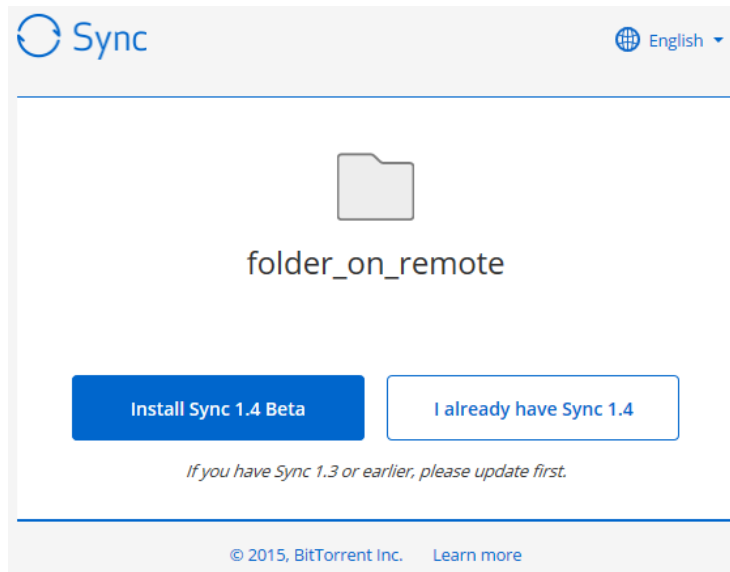 Sync
English
folder_on_remote
Install Sync 1.4 Beta
I already have Sync 1.4
If you have Sync 1.3 or earlier, please update first.
© 2015, BitTorrent Inc. Learn more